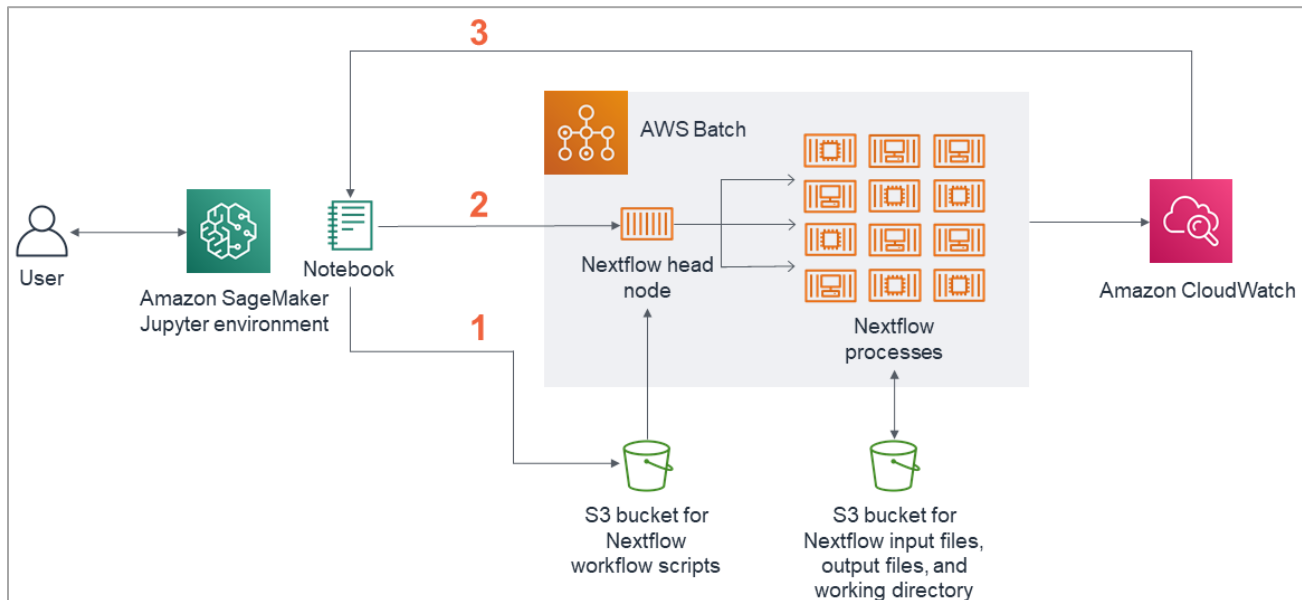 3
AWS Batch
2
User
Notebook
Nextflow head
node
Amazon SageMaker
Jupyter environment
Amazon CloudWatch
1
Nextflow
processes
S3 bucket for
Nextflow
workflow scripts
S3 bucket for
Nextflow input files,
output files, and
working directory